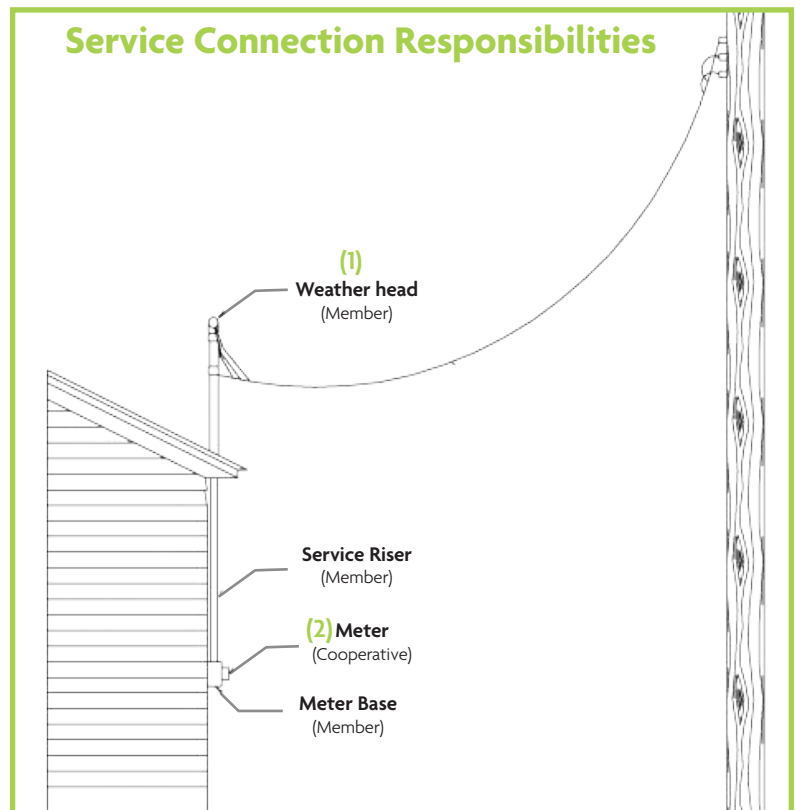 Service Connection Responsibilities
(1)
Weather head
(Member)
Service Riser
(Member)
(2) Meter
(Cooperative)
Meter Base
(Member)